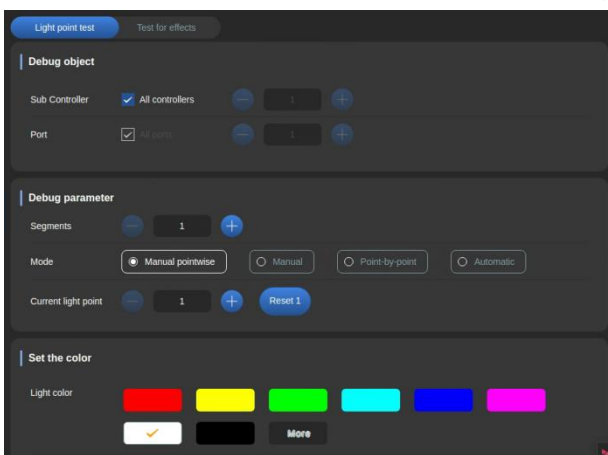 Light point test Test for effects
Debug object
Sub Controller All controllers 1
Port All ports 1
Debug parameter
Segments 1
Mode Manual pointwise Manual Point-by-point Automatic
Current light point 1 Reset 1
Set the color
Light color
More